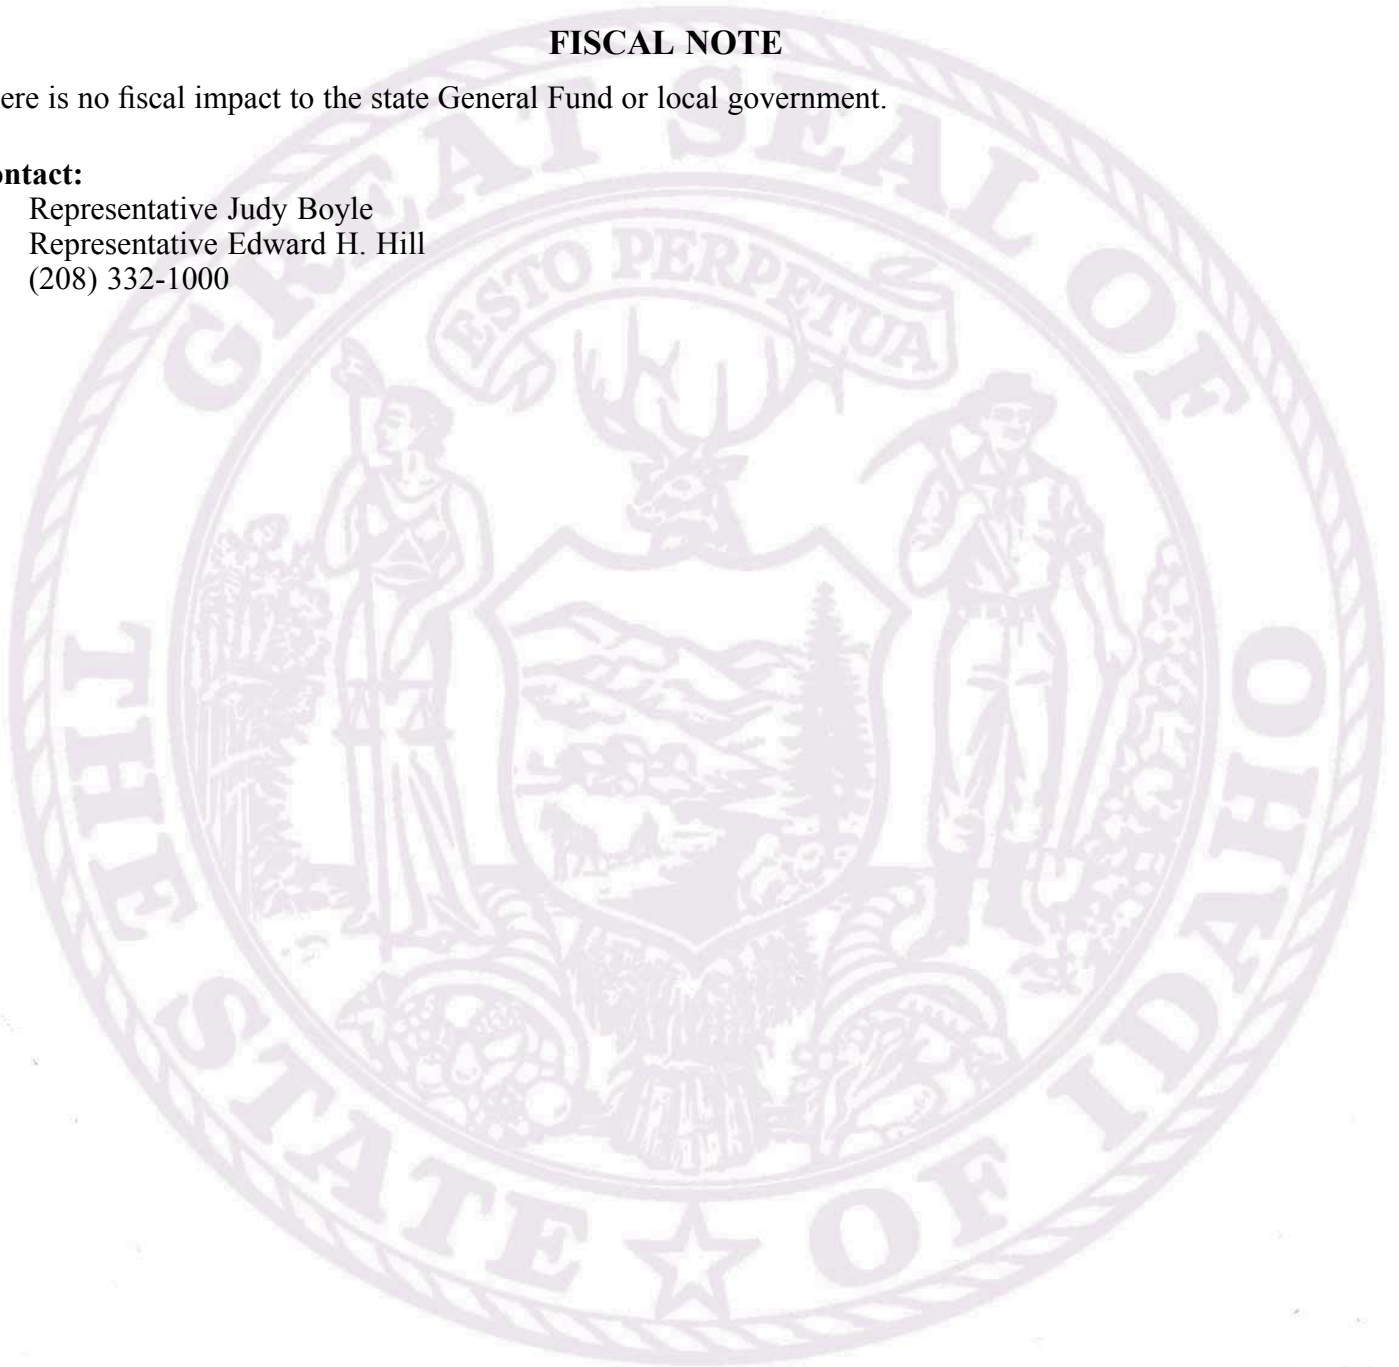 FISCAL NOTE
ere is no fiscal impact to the state General Fund or local government.
ontact:
Representative Judy Boyle
Representative Edward H. Hill
(208) 332-1000
GREAT SEAL OF
THE STATE OF IDAHO
ESTO PERPETUA